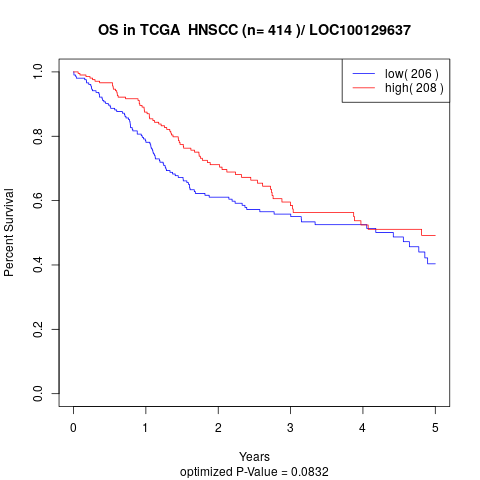 OS in TCGA  HNSCC (n= 414 )/ LOC100129637
low( 206 )
high( 208 )
Percent Survival
1.0
0.8
0.6
0.4
0.2
0.0
0 1 2 3 4 5
Years
optimized P-Value = 0.0832